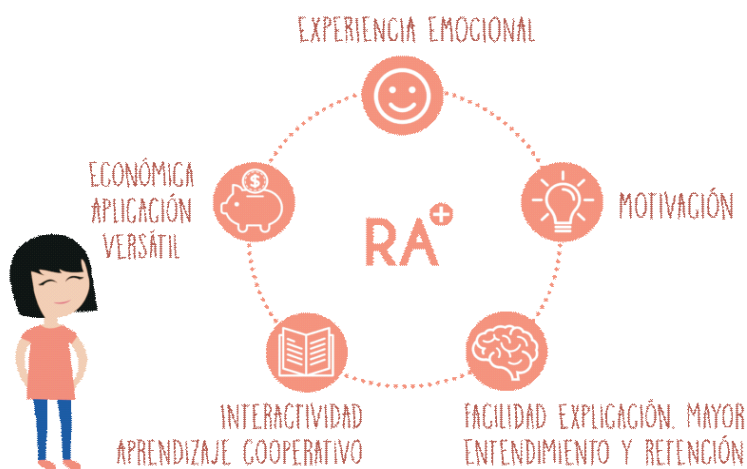 EXPERIENCIA EMOCIONAL
ECONÓMICA
APLICACIÓN
VERSÁTIL
MOTIVACIÓN
RA+
INTERACTIVIDAD
APRENDIZAJE COOPERATIVO
FACILIDAD EXPLICACIÓN. MAYOR
ENTENDIMIENTO Y RETENCIÓN